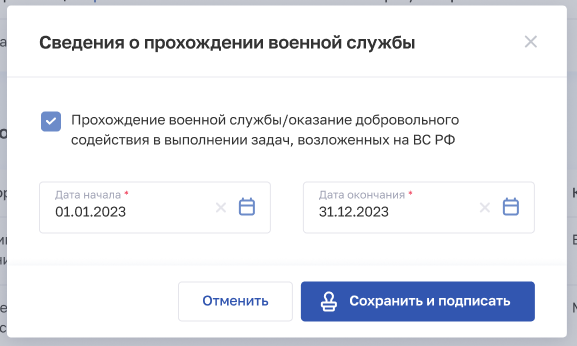 Сведения о прохождении военной службы
Прохождение военной службы/оказание добровольного
содействия в выполнении задач, возложенных на ВС РФ
Дата начала *
01.01.2023
Дата окончания *
31.12.2023
Отменить
Сохранить и подписать